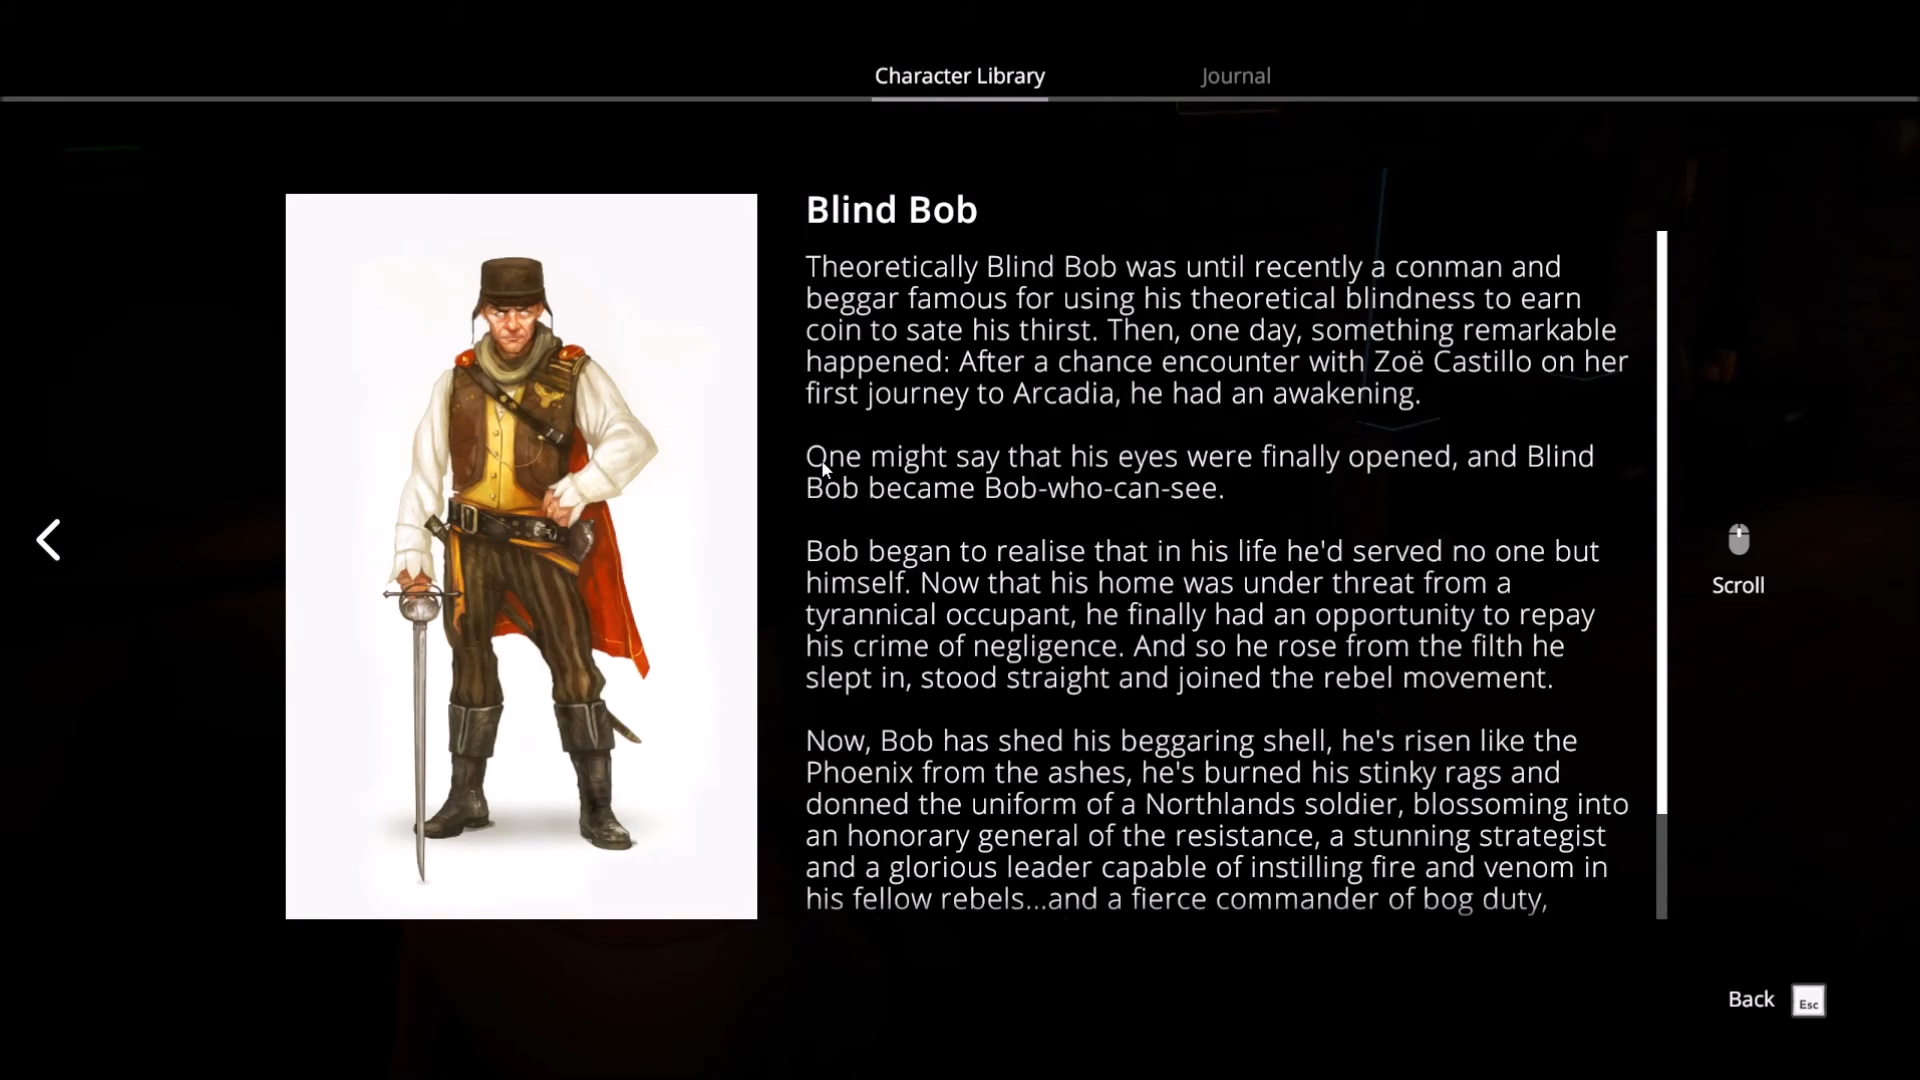 Character Library
Journal
Blind Bob
Theoretically Blind Bob was until recently a conman and
beggar famous for using his theoretical blindness to earn
coin to sate his thirst. Then, one day, something remarkable
happened: After a chance encounter with Zoë Castillo on her
first journey to Arcadia, he had an awakening.
One might say that his eyes were finally opened, and Blind
Bob became Bob-who-can-see.
Bob began to realise that in his life he'd served no one but
himself. Now that his home was under threat from a
tyrannical occupant, he finally had an opportunity to repay
his crime of negligence. And so he rose from the filth he
slept in, stood straight and joined the rebel movement.
Now, Bob has shed his beggaring shell, he's risen like the
Phoenix from the ashes, he's burned his stinky rags and
donned the uniform of a Northlands soldier, blossoming into
an honorary general of the resistance, a stunning strategist
and a glorious leader capable of instilling fire and venom in
his fellow rebels...and a fierce commander of bog duty,
Scroll
Back
Esc